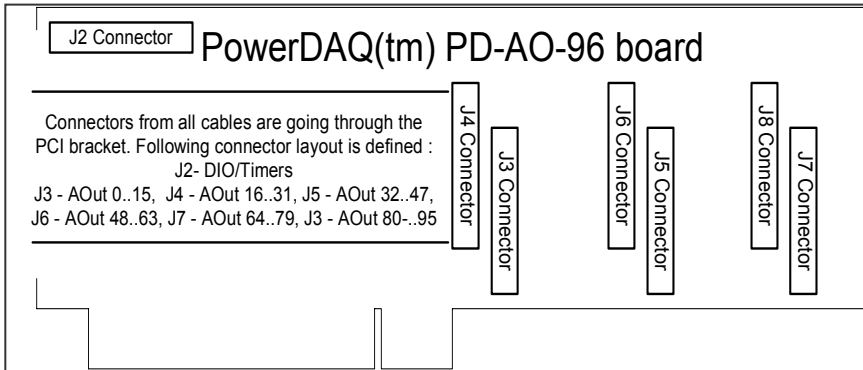 J2 Connector
PowerDAQ(tm) PD-AO-96 board
Connectors from all cables are going through the
PCI bracket. Following connector layout is defined :
J2- DIO/Timers
J3 - AOut 0..15, J4 - AOut 16..31, J5 - AOut 32..47,
J6 - AOut 48..63, J7 - AOut 64..79, J3 - AOut 80-..95
J4 Connector
J3 Connector
J6 Connector
J5 Connector
J8 Connector
J7 Connector